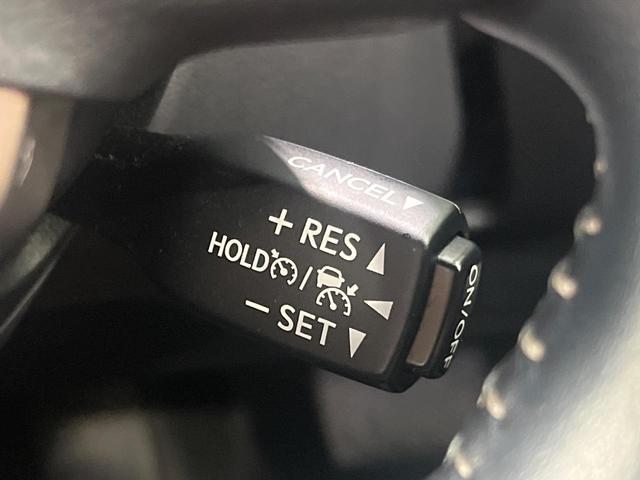 CANCEL▼
+ RES ▲
HOLD / ◀
− SET ▼
ON/OFF